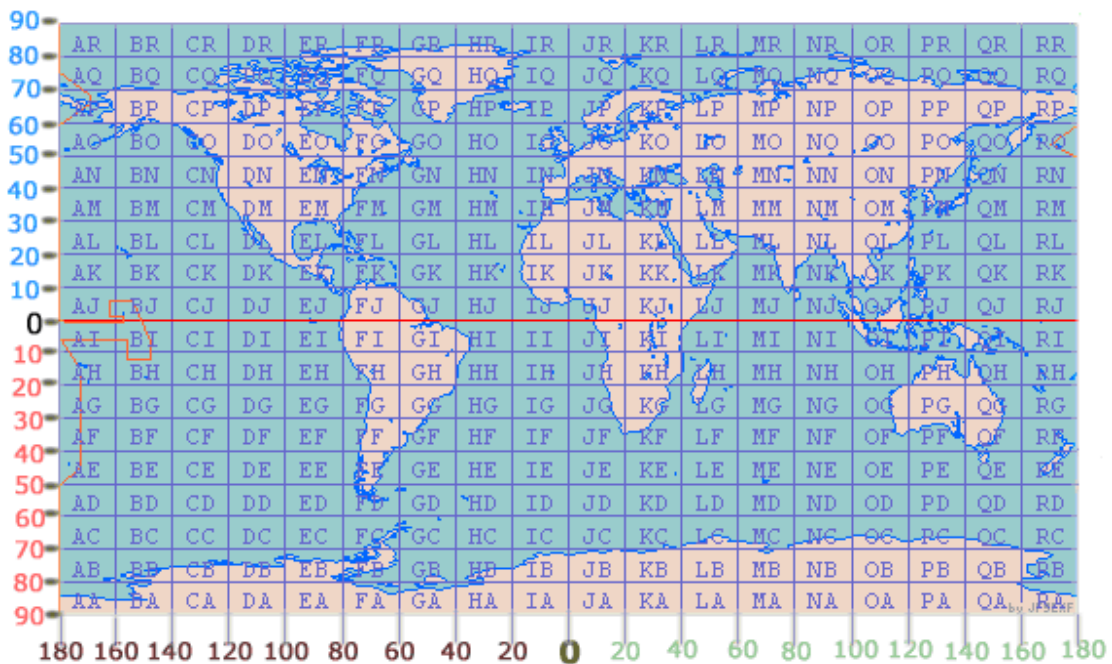 90
AR BR CR DR ER FR GR HR IR JR KR LR MR NR OR PR QR RR
80
AQ BQ CQ DQ EQ FQ GQ HQ IQ JQ KQ LQ MQ NQ OQ PQ QQ RQ
70
AP BP CP DP EP FP GP HP IP JP KP LP MP NP OP PP QP RP
60
AO BO CO DO EO FO GO HO IO JO KO LO MO NO OO PO QO RO
50
AN BN CN DN EN FN GN HN IN JN KN LN MN NN ON PN QN RN
40
AM BM CM DM EM FM GM HM IM JM KM LM MM NM OM PM QM RM
30
AL BL CL DL EL FL GL HL IL JL KL LL ML NL OL PL QL RL
20
AK BK CK DK EK FK GK HK IK JK KK LK MK NK OK PK QK RK
10
AJ BJ CJ DJ EJ FJ GJ HJ IJ JJ KJ LJ MJ NJ OJ PJ QJ RJ
0
AI BI CI DI EI FI GI HI II JI KI LI MI NI OI PI QI RI
10
AH BH CH DH EH FH GH HH IH JH KH LH MH NH OH PH QH RH
20
AG BG CG DG EG FG GG HG IG JG KG LG MG NG OG PG QG RG
30
AF BF CF DF EF FF GF HF IF JF KF LF MF NF OF PF QF RF
40
AE BE CE DE EE FE GE HE IE JE KE LE ME NE OE PE QE RE
50
AD BD CD DD ED FD GD HD ID JD KD LD MD ND OD PD QD RD
60
AC BC CC DC EC FC GC HC IC JC KC LC MC NC OC PC QC RC
70
AB BB CB DB EB FB GB HB IB JB KB LB MB NB OB PB QB RB
80
AA BA CA DA EA FA GA HA IA JA KA LA MA NA OA PA QA RA
by
90
180 160 140 120 100 80 60 40 20 0 20 40 60 80 100 120 140 160 180